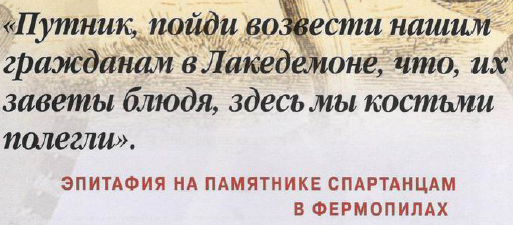 «Путник, пойди возвести нашим
гражданам в Лакедемоне, что, их
заветы блюдя, здесь мы костьми
полегли».
ЭПИТАФИЯ НА ПАМЯТНИКЕ СПАРТАНЦАМ
В ФЕРМОПИЛАХ